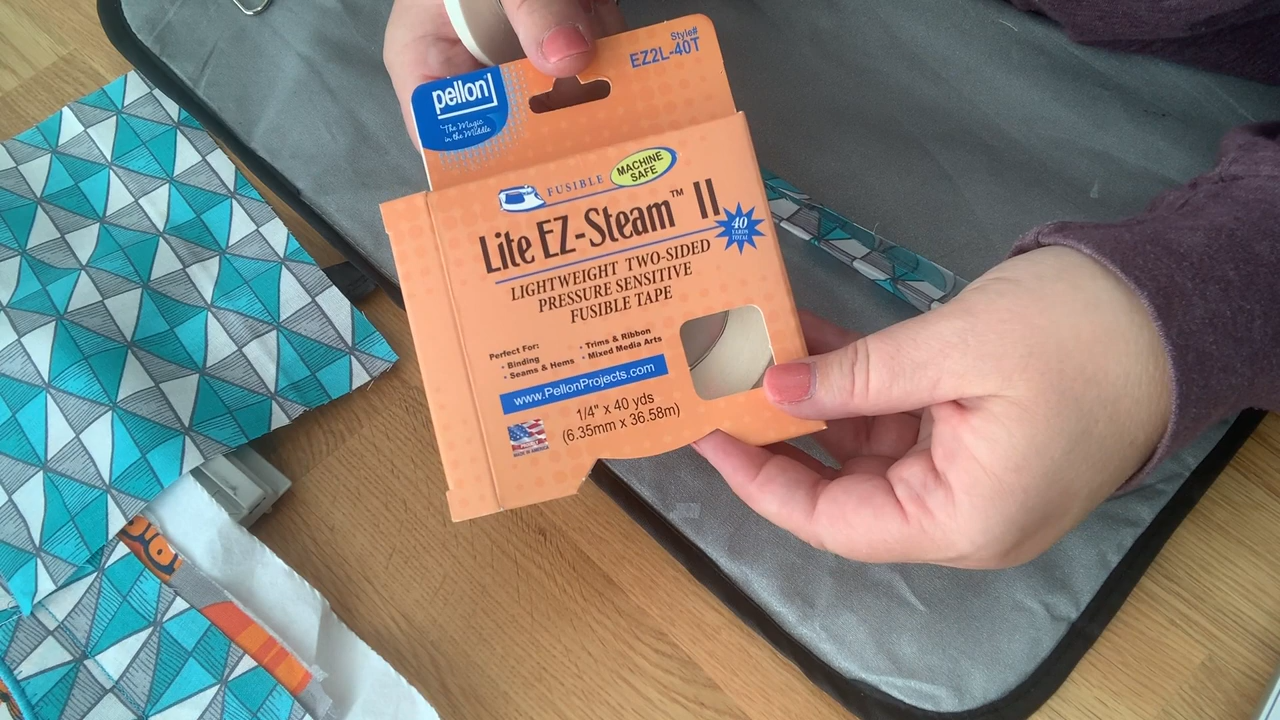 Style#
EZ2L-40T
pellon
The Magic
in the Middle
FUSIBLE
MACHINE
SAFE
Lite EZ-Steam™ II
40
YARDS
TOTAL
LIGHTWEIGHT TWO-SIDED
PRESSURE SENSITIVE
FUSIBLE TAPE
Perfect For:
• Binding
• Seams & Hems
• Trims & Ribbon
• Mixed Media Arts
www.PellonProjects.com
1/4" x 40 yds
(6.35mm x 36.58m)
MADE IN AMERICA